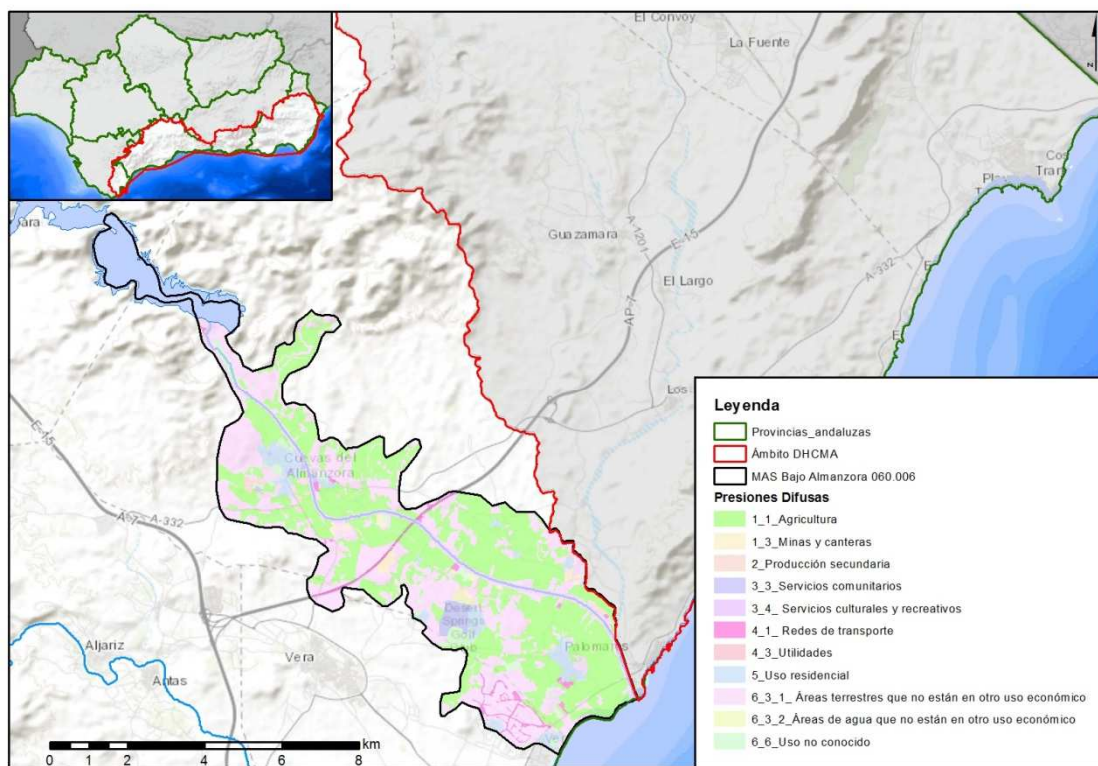 El Convoy
La Fuente
Guazamara
A-1201
E-15
El Largo
AP-7
A-332
Los
E-15
A-7
A-332
Cuevas del
Almanzora
Desert
Springs
Golf
Palomares
Aljariz
Antas
Vera
N
km
0 1 2 4 6 8
Leyenda
Provincias_andaluzas
Ámbito DHCMA
MAS Bajo Almanzora 060.006
Presiones Difusas
1_1_Agricultura
1_3_Minas y canteras
2_Producción secundaria
3_3_Servicios comunitarios
3_4_ Servicios culturales y recreativos
4_1_ Redes de transporte
4_3_Utilidades
5_Uso residencial
6_3_1_ Áreas terrestres que no están en otro uso económico
6_3_2_Áreas de agua que no están en otro uso económico
6_6_Uso no conocido